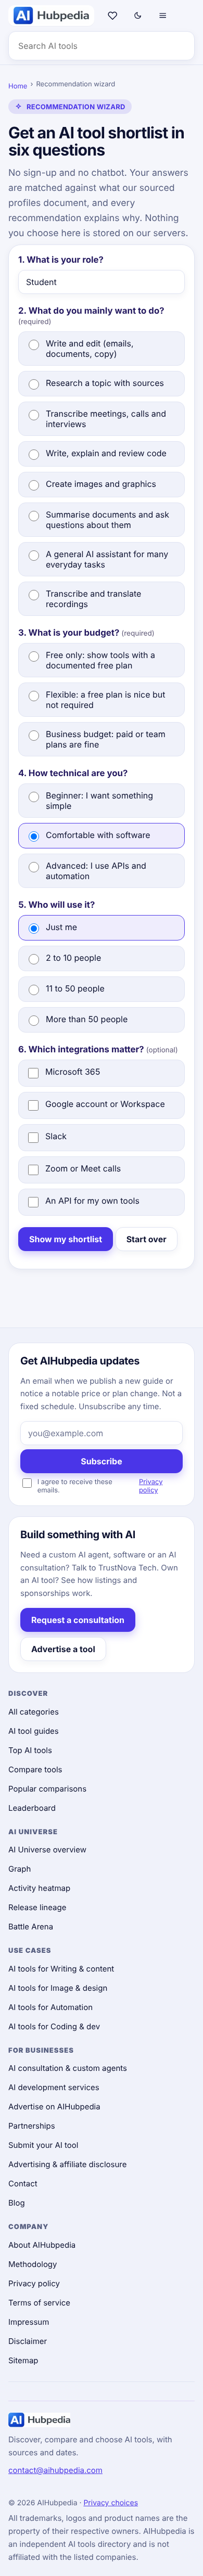 AI Hubpedia
Search AI tools
Home › Recommendation wizard
RECOMMENDATION WIZARD
Get an AI tool shortlist in
six questions
No sign-up and no chatbot. Your answers
are matched against what our sourced
profiles document, and every
recommendation explains why. Nothing
you choose here is stored on our servers.
1. What is your role?
Student
2. What do you mainly want to do?
(required)
Write and edit (emails,
documents, copy)
Research a topic with sources
Transcribe meetings, calls and
interviews
Write, explain and review code
Create images and graphics
Summarise documents and ask
questions about them
A general AI assistant for many
everyday tasks
Transcribe and translate
recordings
3. What is your budget? (required)
Free only: show tools with a
documented free plan
Flexible: a free plan is nice but
not required
Business budget: paid or team
plans are fine
4. How technical are you?
Beginner: I want something
simple
Comfortable with software
Advanced: I use APIs and
automation
5. Who will use it?
Just me
2 to 10 people
11 to 50 people
More than 50 people
6. Which integrations matter? (optional)
Microsoft 365
Google account or Workspace
Slack
Zoom or Meet calls
An API for my own tools
Show my shortlist Start over
Get AIHubpedia updates
An email when we publish a new guide or
notice a notable price or plan change. Not a
fixed schedule. Unsubscribe any time.
you@example.com
Subscribe
I agree to receive these
emails.
Privacy
policy
Build something with AI
Need a custom AI agent, software or an AI
consultation? Talk to TrustNova Tech. Own
an AI tool? See how listings and
sponsorships work.
Request a consultation
Advertise a tool
DISCOVER
All categories
AI tool guides
Top AI tools
Compare tools
Popular comparisons
Leaderboard
AI UNIVERSE
AI Universe overview
Graph
Activity heatmap
Release lineage
Battle Arena
USE CASES
AI tools for Writing & content
AI tools for Image & design
AI tools for Automation
AI tools for Coding & dev
FOR BUSINESSES
AI consultation & custom agents
AI development services
Advertise on AIHubpedia
Partnerships
Submit your AI tool
Advertising & affiliate disclosure
Contact
Blog
COMPANY
About AIHubpedia
Methodology
Privacy policy
Terms of service
Impressum
Disclaimer
Sitemap
AI Hubpedia
Discover, compare and choose AI tools, with
sources and dates.
contact@aihubpedia.com
© 2026 AIHubpedia · Privacy choices
All trademarks, logos and product names are the
property of their respective owners. AIHubpedia is
an independent AI tools directory and is not
affiliated with the listed companies.